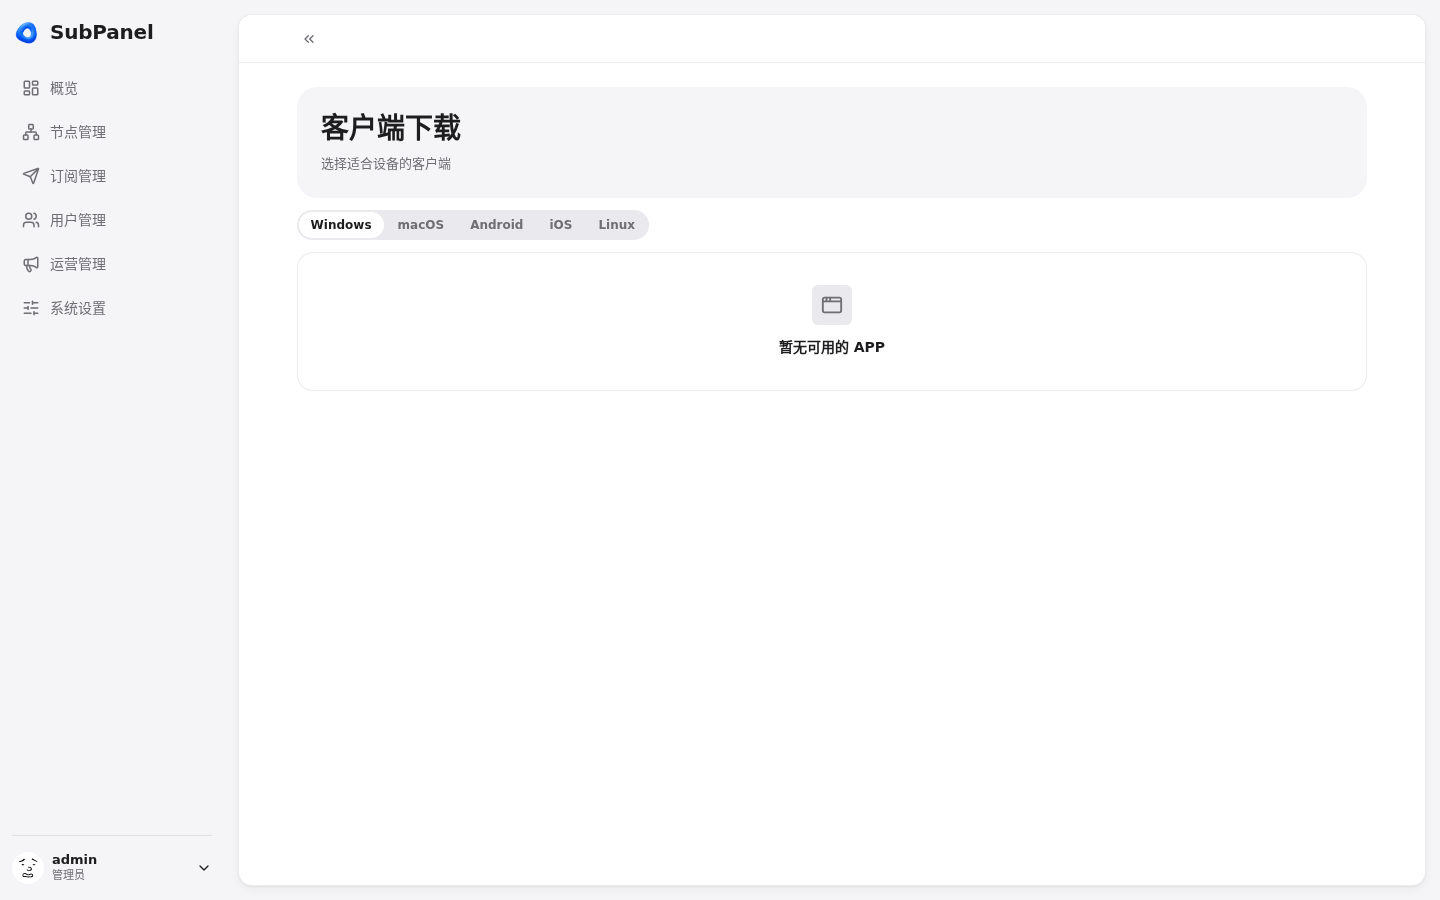 SubPanel
概览
节点管理
订阅管理
用户管理
运营管理
系统设置
admin
管理员
客户端下载
选择适合设备的客户端
Windows macOS Android iOS Linux
暂无可用的 APP